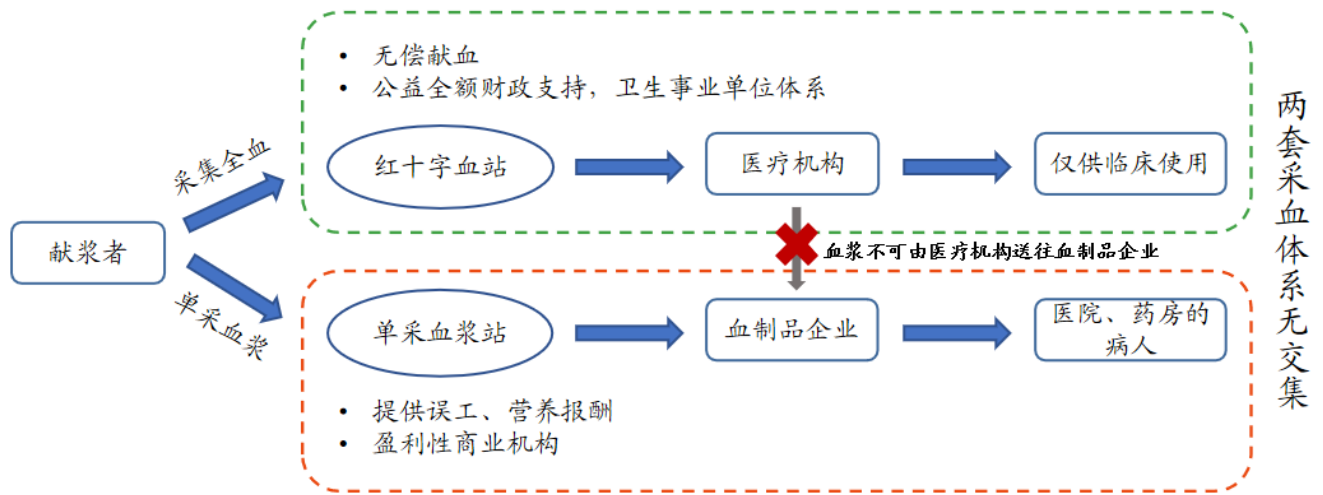 • 无偿献血
• 公益全额财政支持，卫生事业单位体系
采集全血
红十字血站
医疗机构
仅供临床使用
献浆者
血浆不可由医疗机构送往血制品企业
单采血浆
单采血浆站
血制品企业
医院、药房的
病人
• 提供误工、营养报酬
• 盈利性商业机构
两套采血体系无交集